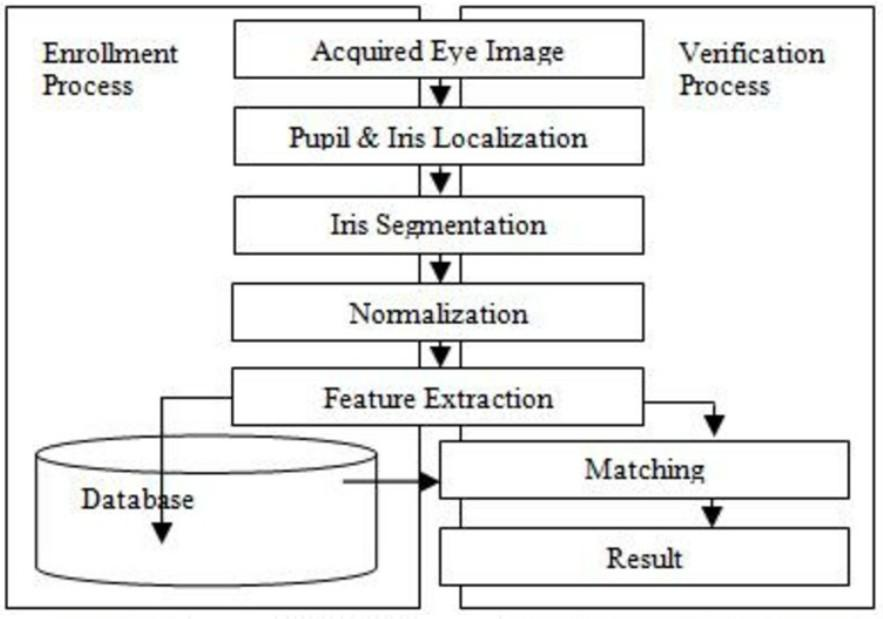 Enrollment
Process
Acquired Eye Image
Verification
Process
Pupil & Iris Localization
Iris Segmentation
Normalization
Feature Extraction
Database
Matching
Result